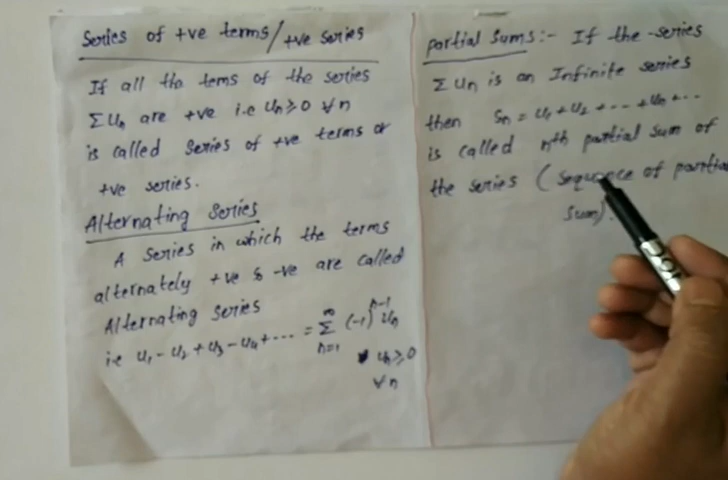 Series of +ve terms/+ve series
If all the tems of the series
ΣUn are +ve i.e Un≥0 ∀n
is called Series of +ve terms or
+ve series.
Alternating Series
A Series in which the terms
alternately +ve & -ve are called
Alternating series
i.e u₁ - u₂ + u₃ - u₄ + ---- = Σ (-1)ⁿ⁻¹ un
∞
n=1
un≥0
∀n
partial Sums :- If the series
ΣUn is an Infinite series
then Sn = u₁ + u₂ + --- + un + --
is called nth partial sum of
the series ( sequence of partial
sum).